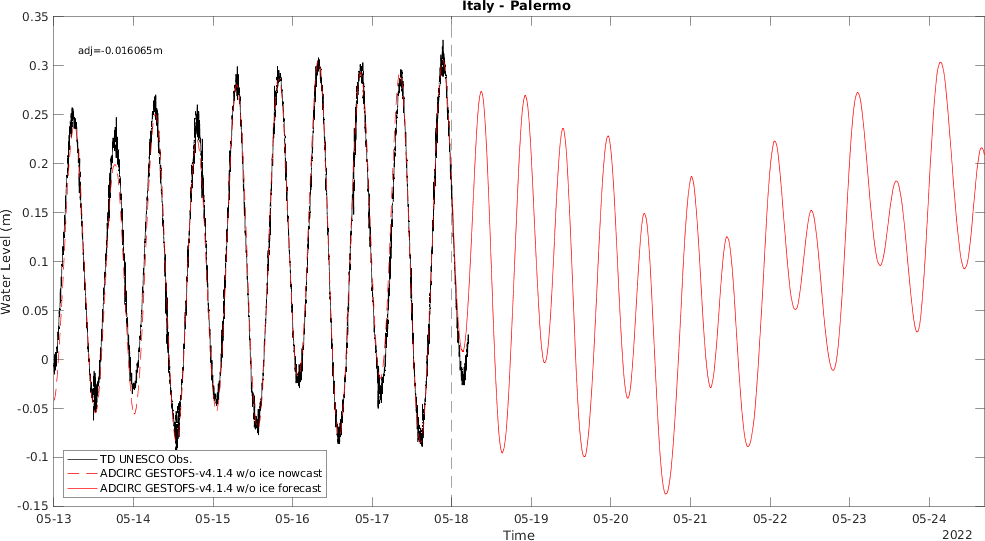 Italy - Palermo
adj=-0.016065m
Water Level (m)
0.35
0.3
0.25
0.2
0.15
0.1
0.05
0
-0.05
-0.1
-0.15
TD UNESCO Obs.
ADCIRC GESTOFS-v4.1.4 w/o ice nowcast
ADCIRC GESTOFS-v4.1.4 w/o ice forecast
05-13 05-14 05-15 05-16 05-17 05-18 05-19 05-20 05-21 05-22 05-23 05-24
Time
2022